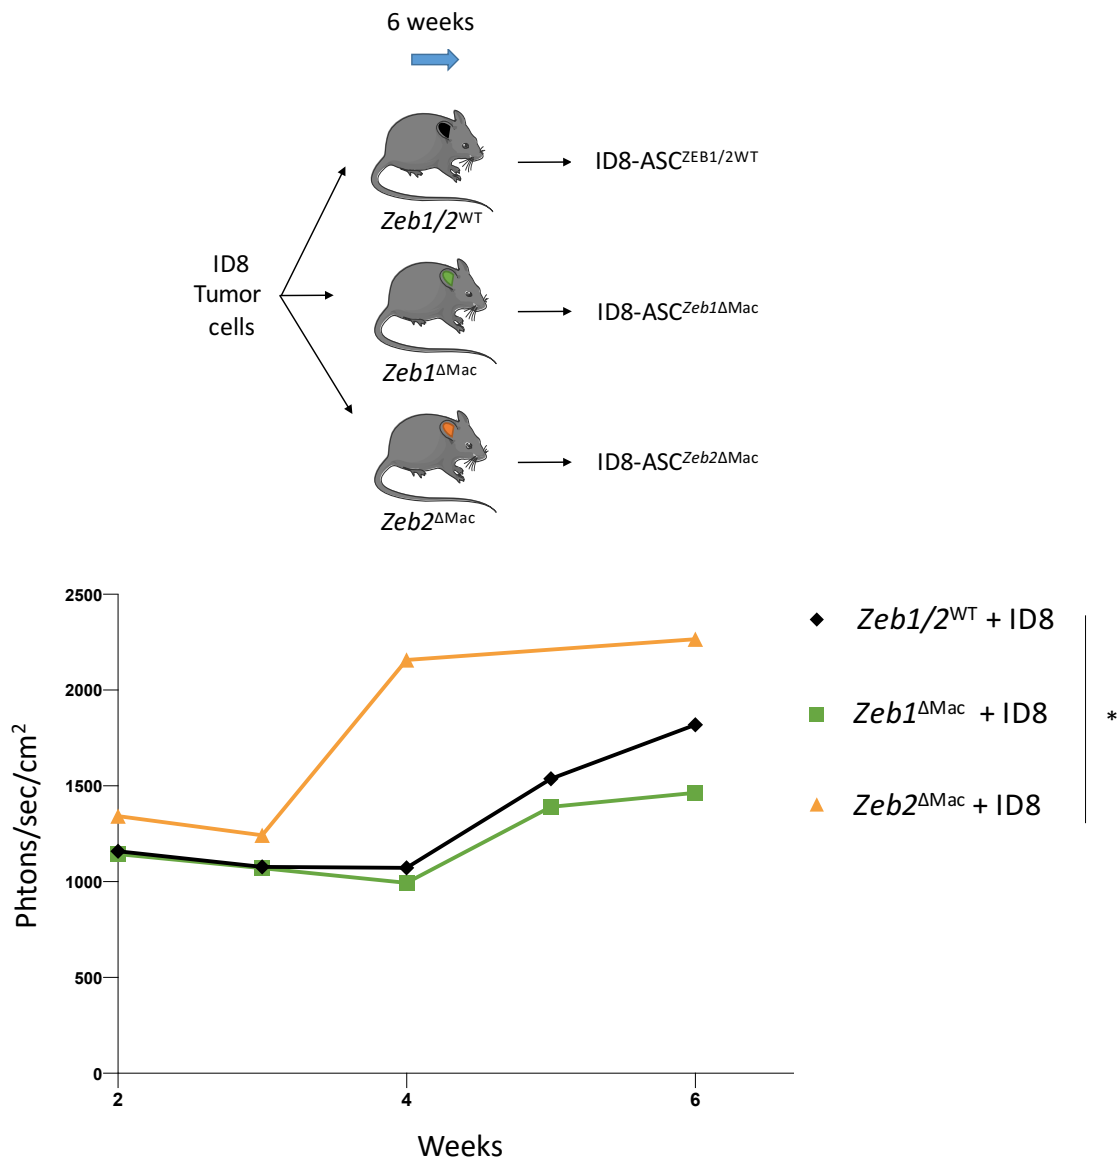 6 weeks
Zeb1/2WT
ID8-ASCZEB1/2WT
ID8
Tumor
cells
Zeb1ΔMac
ID8-ASCZeb1ΔMac
Zeb2ΔMac
ID8-ASCZeb2ΔMac
Phtons/sec/cm2
2500
2000
1500
1000
500
0
2
4
6
Weeks
Zeb1/2WT + ID8
Zeb1ΔMac + ID8
Zeb2ΔMac + ID8
*